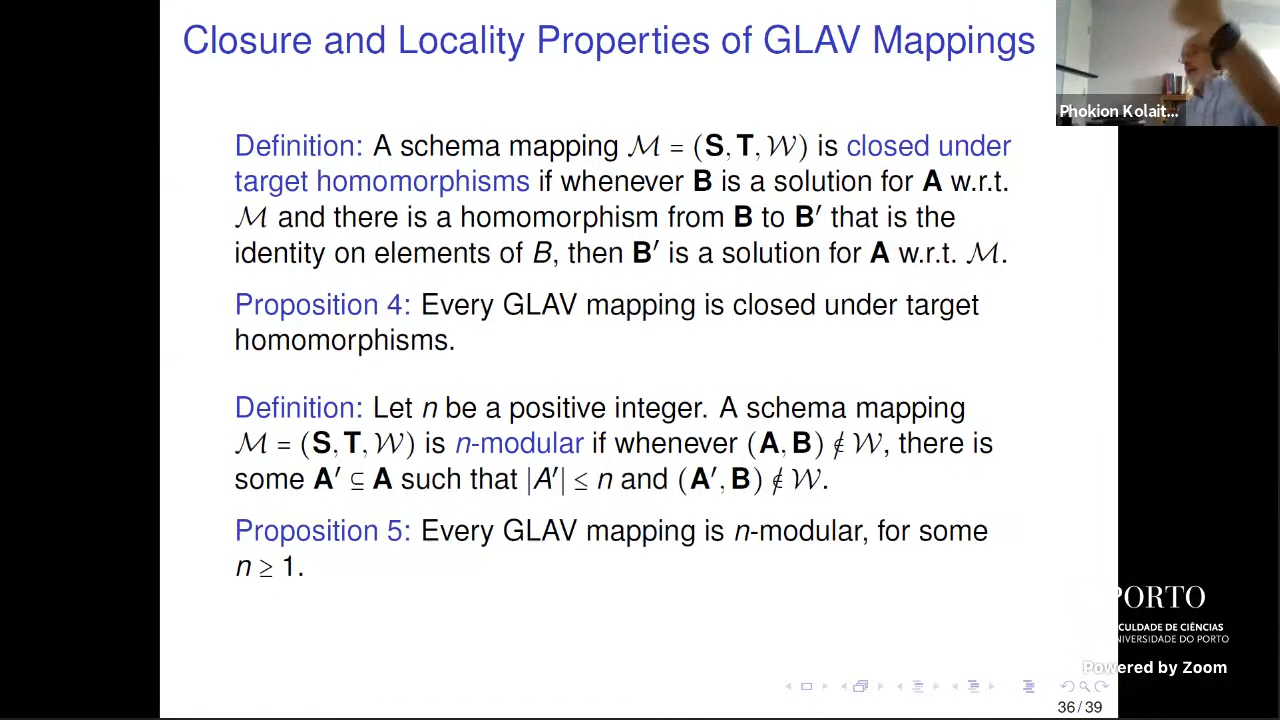 Closure and Locality Properties of GLAV Mappings
Phokion Kolait...
Definition: A schema mapping ℳ = (S, T, 𝒲) is closed under
target homomorphisms if whenever B is a solution for A w.r.t.
ℳ and there is a homomorphism from B to B′ that is the
identity on elements of B, then B′ is a solution for A w.r.t. ℳ.
Proposition 4: Every GLAV mapping is closed under target
homomorphisms.
Definition: Let n be a positive integer. A schema mapping
ℳ = (S, T, 𝒲) is n-modular if whenever (A, B) ∉ 𝒲, there is
some A′ ⊆ A such that |A′| ≤ n and (A′, B) ∉ 𝒲.
Proposition 5: Every GLAV mapping is n-modular, for some
n ≥ 1.
PORTO
CULDADE DE CIÊNCIAS
NIVERSIDADE DO PORTO
Powered by Zoom
36 / 39